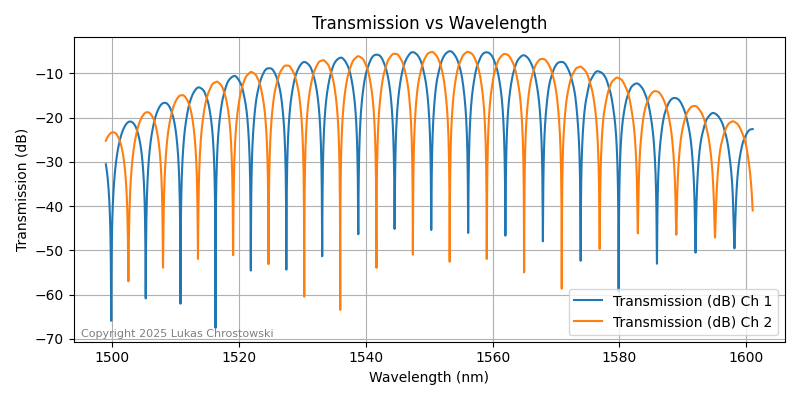 Transmission vs Wavelength
Transmission (dB)
−10
−20
−30
−40
−50
−60
−70
Transmission (dB) Ch 1
Transmission (dB) Ch 2
Copyright 2025 Lukas Chrostowski
1500
1520
1540
1560
1580
1600
Wavelength (nm)